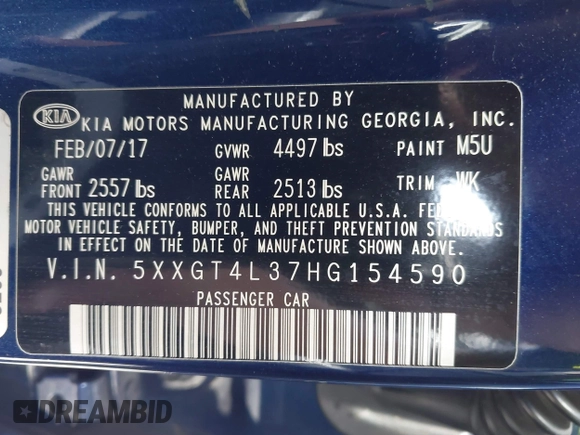 MANUFACTURED BY
KIA KIA MOTORS MANUFACTURING GEORGIA, INC.
FEB/07/17 GVWR 4497 lbs PAINT M5U
GAWR FRONT 2557 lbs GAWR REAR 2513 lbs TRIM WK
THIS VEHICLE CONFORMS TO ALL APPLICABLE U.S.A.
MOTOR VEHICLE SAFETY, BUMPER, AND THEFT PREVENTION STANDARDS
IN EFFECT ON THE DATE OF MANUFACTURE SHOWN ABOVE.
V.I.N. 5XXGT4L37HG154590
PASSENGER CAR
DREAMBID